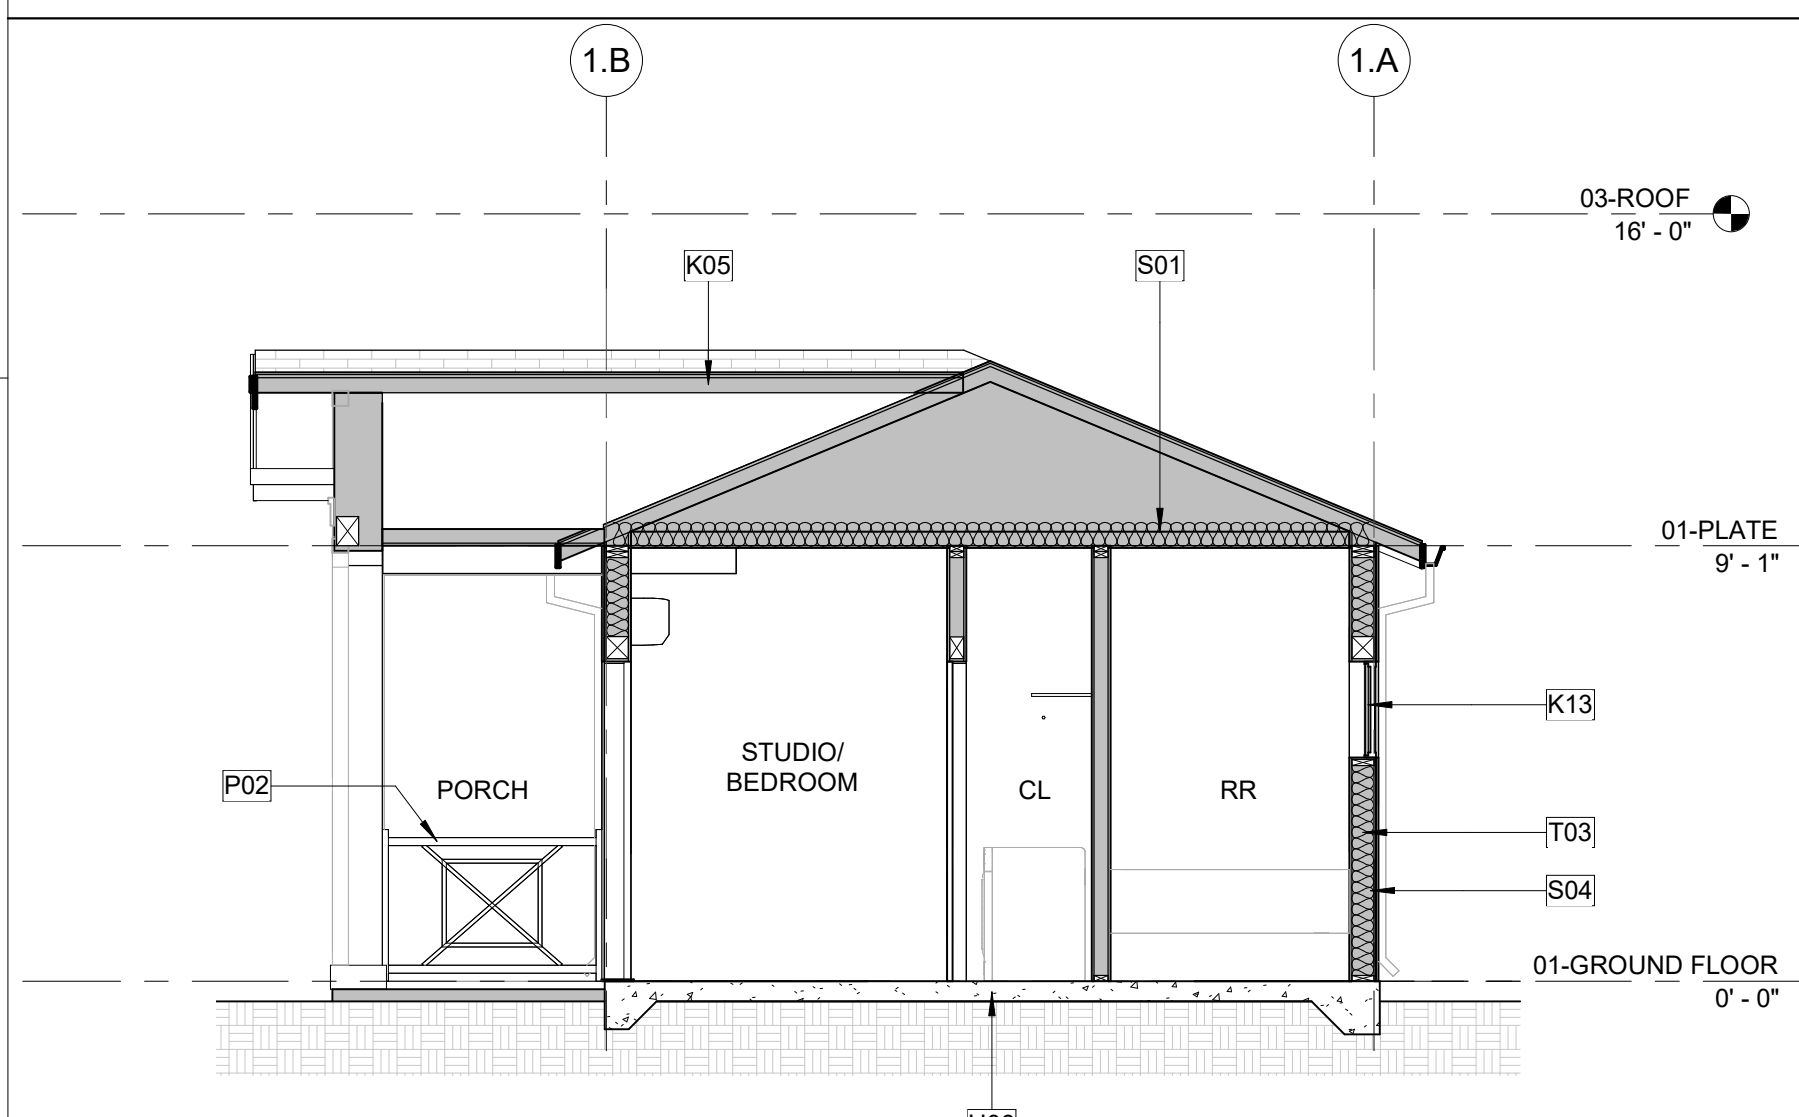 1.B
1.A
03-ROOF
16' - 0"
K05
S01
01-PLATE
9' - 1"
K13
STUDIO/
BEDROOM
P02
PORCH
CL
RR
T03
S04
01-GROUND FLOOR
0' - 0"